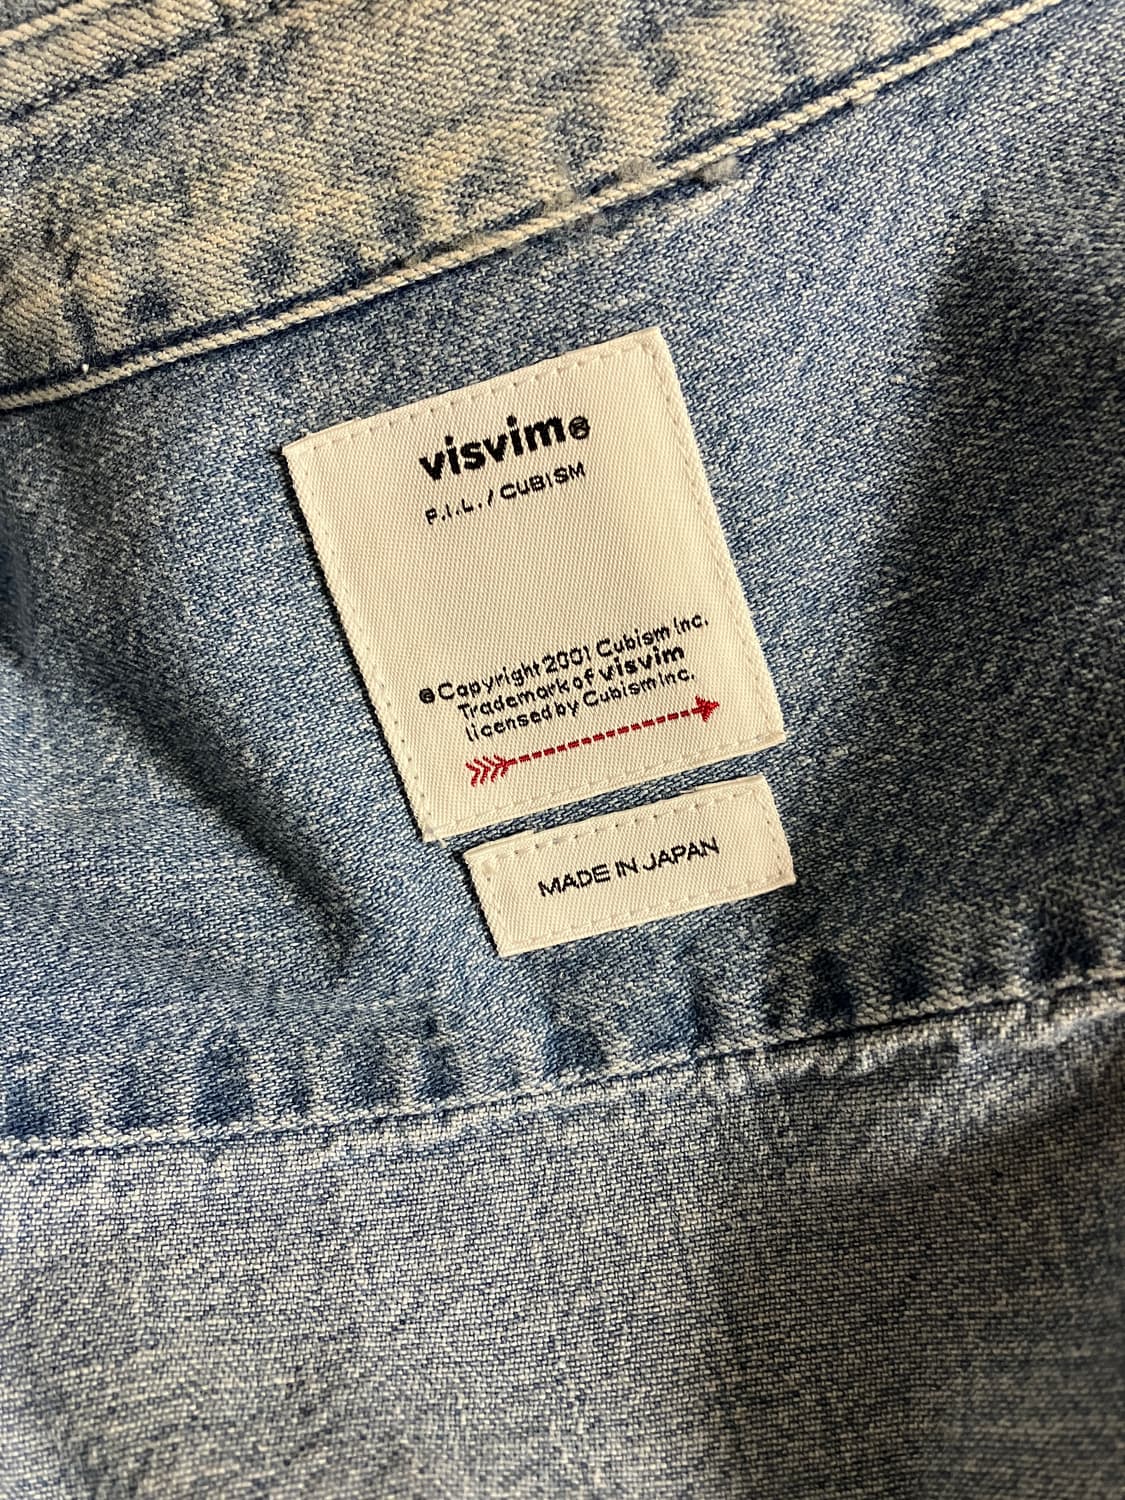 visvim®
F.I.L. / CUBISM
©Copyright 2001 Cubism Inc.
Trademark of visvim
licensed by Cubism Inc.
MADE IN JAPAN